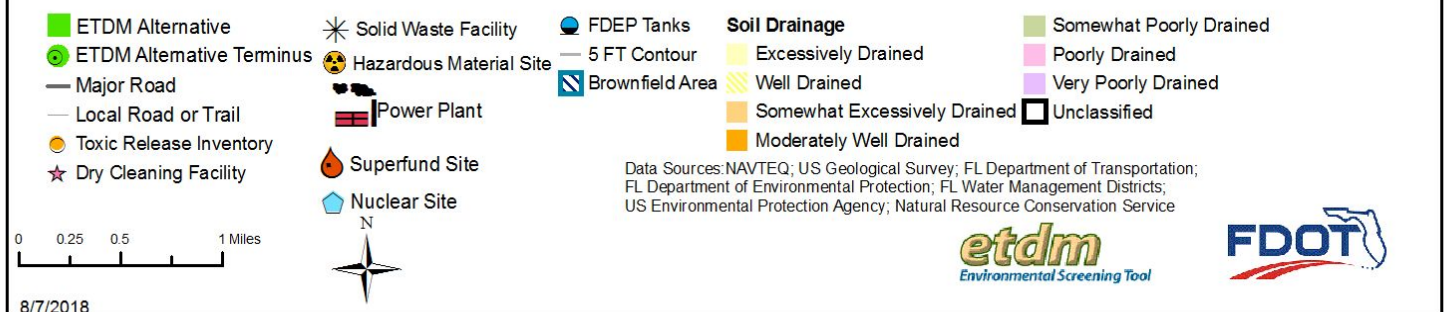 ETDM Alternative
ETDM Alternative Terminus
Major Road
Local Road or Trail
Toxic Release Inventory
Dry Cleaning Facility
Solid Waste Facility
Hazardous Material Site
Power Plant
Superfund Site
Nuclear Site
FDEP Tanks
5 FT Contour
Brownfield Area
Soil Drainage
Excessively Drained
Well Drained
Somewhat Excessively Drained
Moderately Well Drained
Somewhat Poorly Drained
Poorly Drained
Very Poorly Drained
Unclassified
Data Sources:NAVTEQ; US Geological Survey; FL Department of Transportation;
FL Department of Environmental Protection; FL Water Management Districts;
US Environmental Protection Agency; Natural Resource Conservation Service
0 0.25 0.5 1 Miles
N
etdm
Environmental Screening Tool
FDOT
8/7/2018